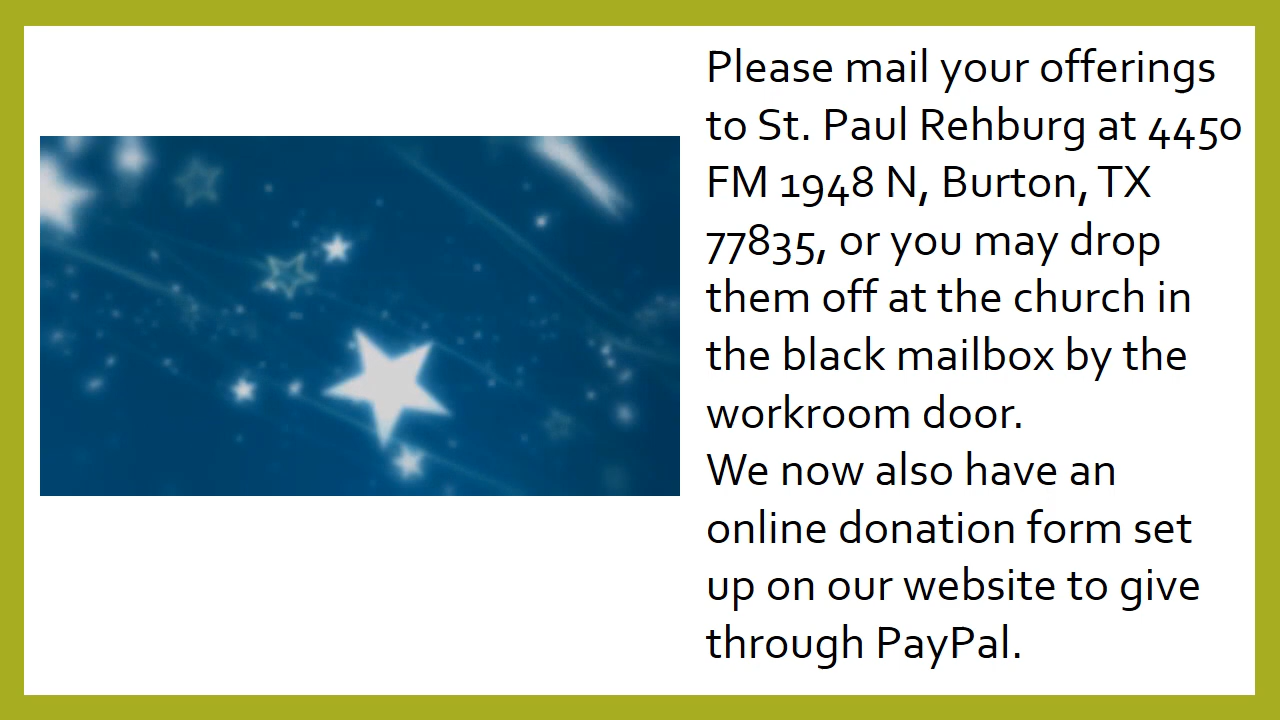 Please mail your offerings
to St. Paul Rehburg at 4450
FM 1948 N, Burton, TX
77835, or you may drop
them off at the church in
the black mailbox by the
workroom door.
We now also have an
online donation form set
up on our website to give
through PayPal.